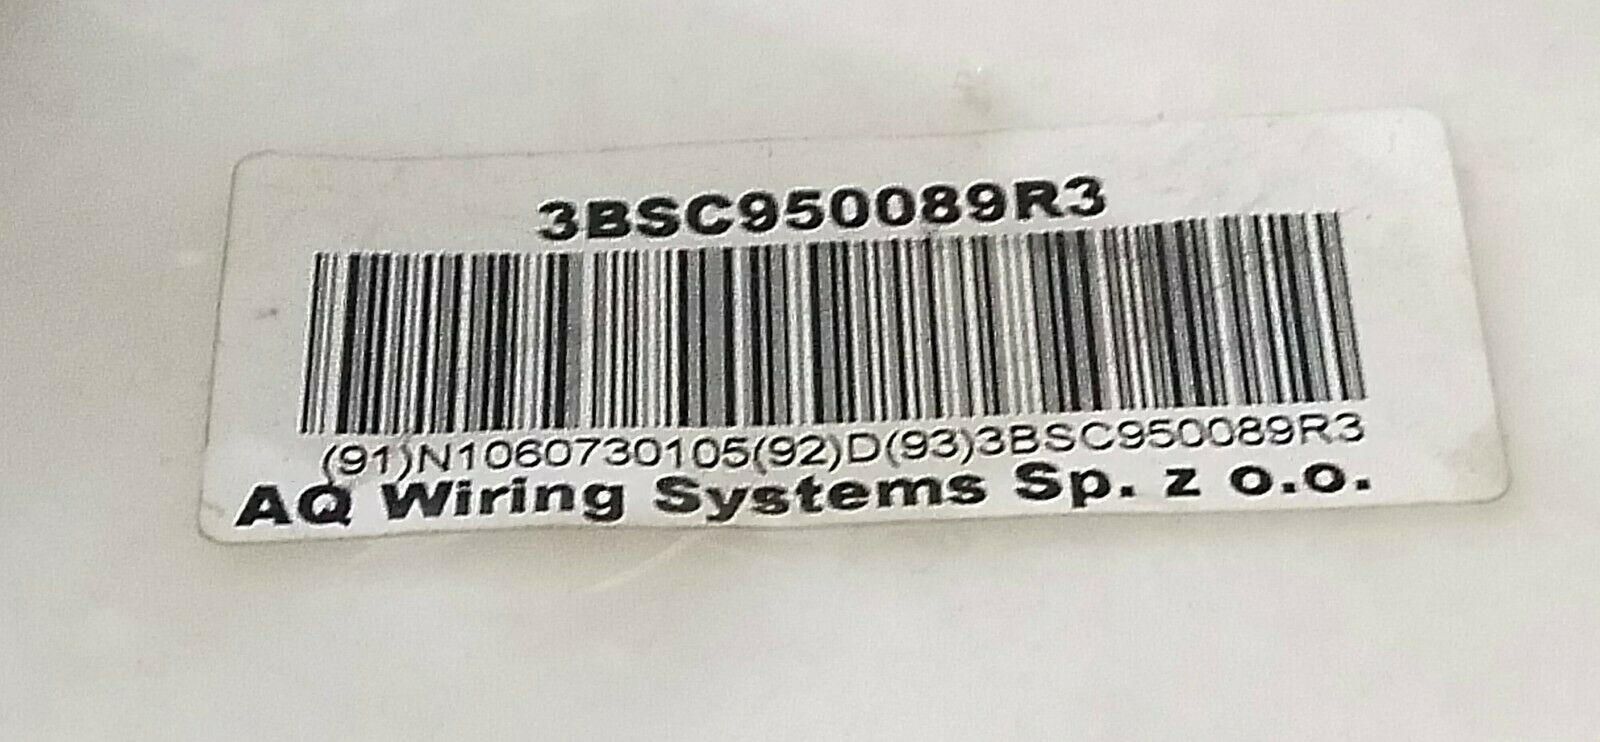 3BSC950089R3
(91)N1060730105(92)D(93)3BSC950089R3
AQ Wiring Systems Sp. z o.o.